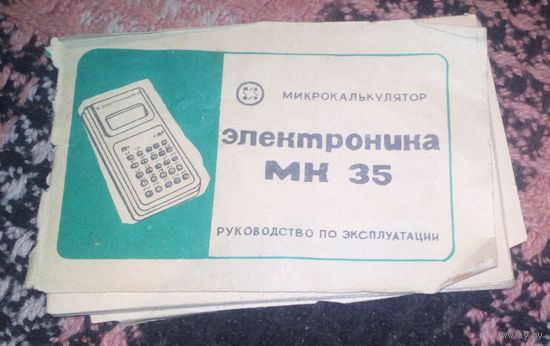 МИКРОКАЛЬКУЛЯТОР
электроника
МК 35
РУКОВОДСТВО ПО ЭКСПЛУАТАЦИИ